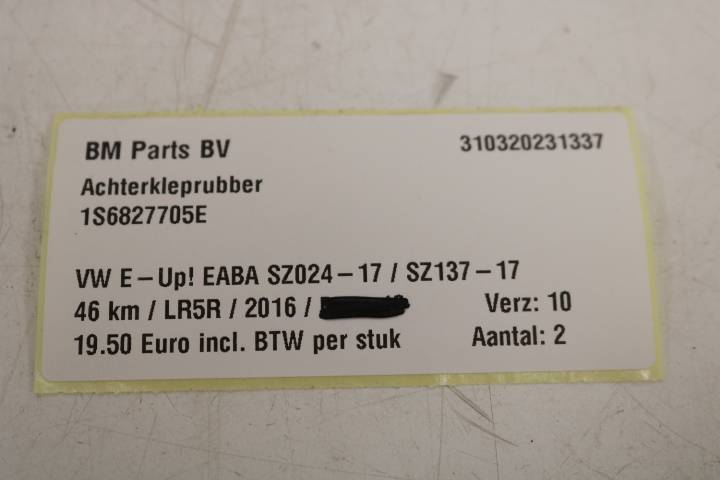 BM Parts BV 310320231337
Achterkleprubber
1S6827705E
VW E-Up! EABA SZ024-17 / SZ137-17
46 km / LR5R / 2016 / Verz: 10
19.50 Euro incl. BTW per stuk Aantal: 2